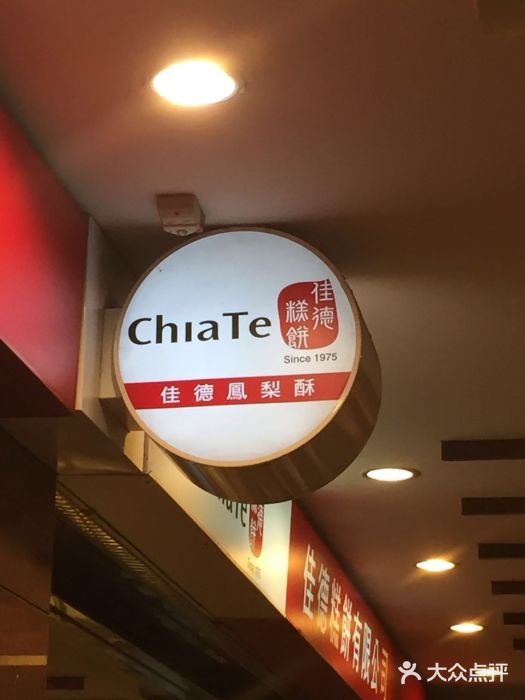 ChiaTe
佳德
糕餅
Since 1975
佳德鳳梨酥
佳德糕餅有限公司
大众点评